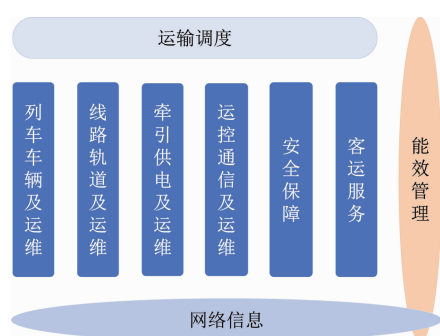 运输调度
列车车辆及运维
线路轨道及运维
牵引供电及运维
运控通信及运维
安全保障
客运服务
能效管理
网络信息